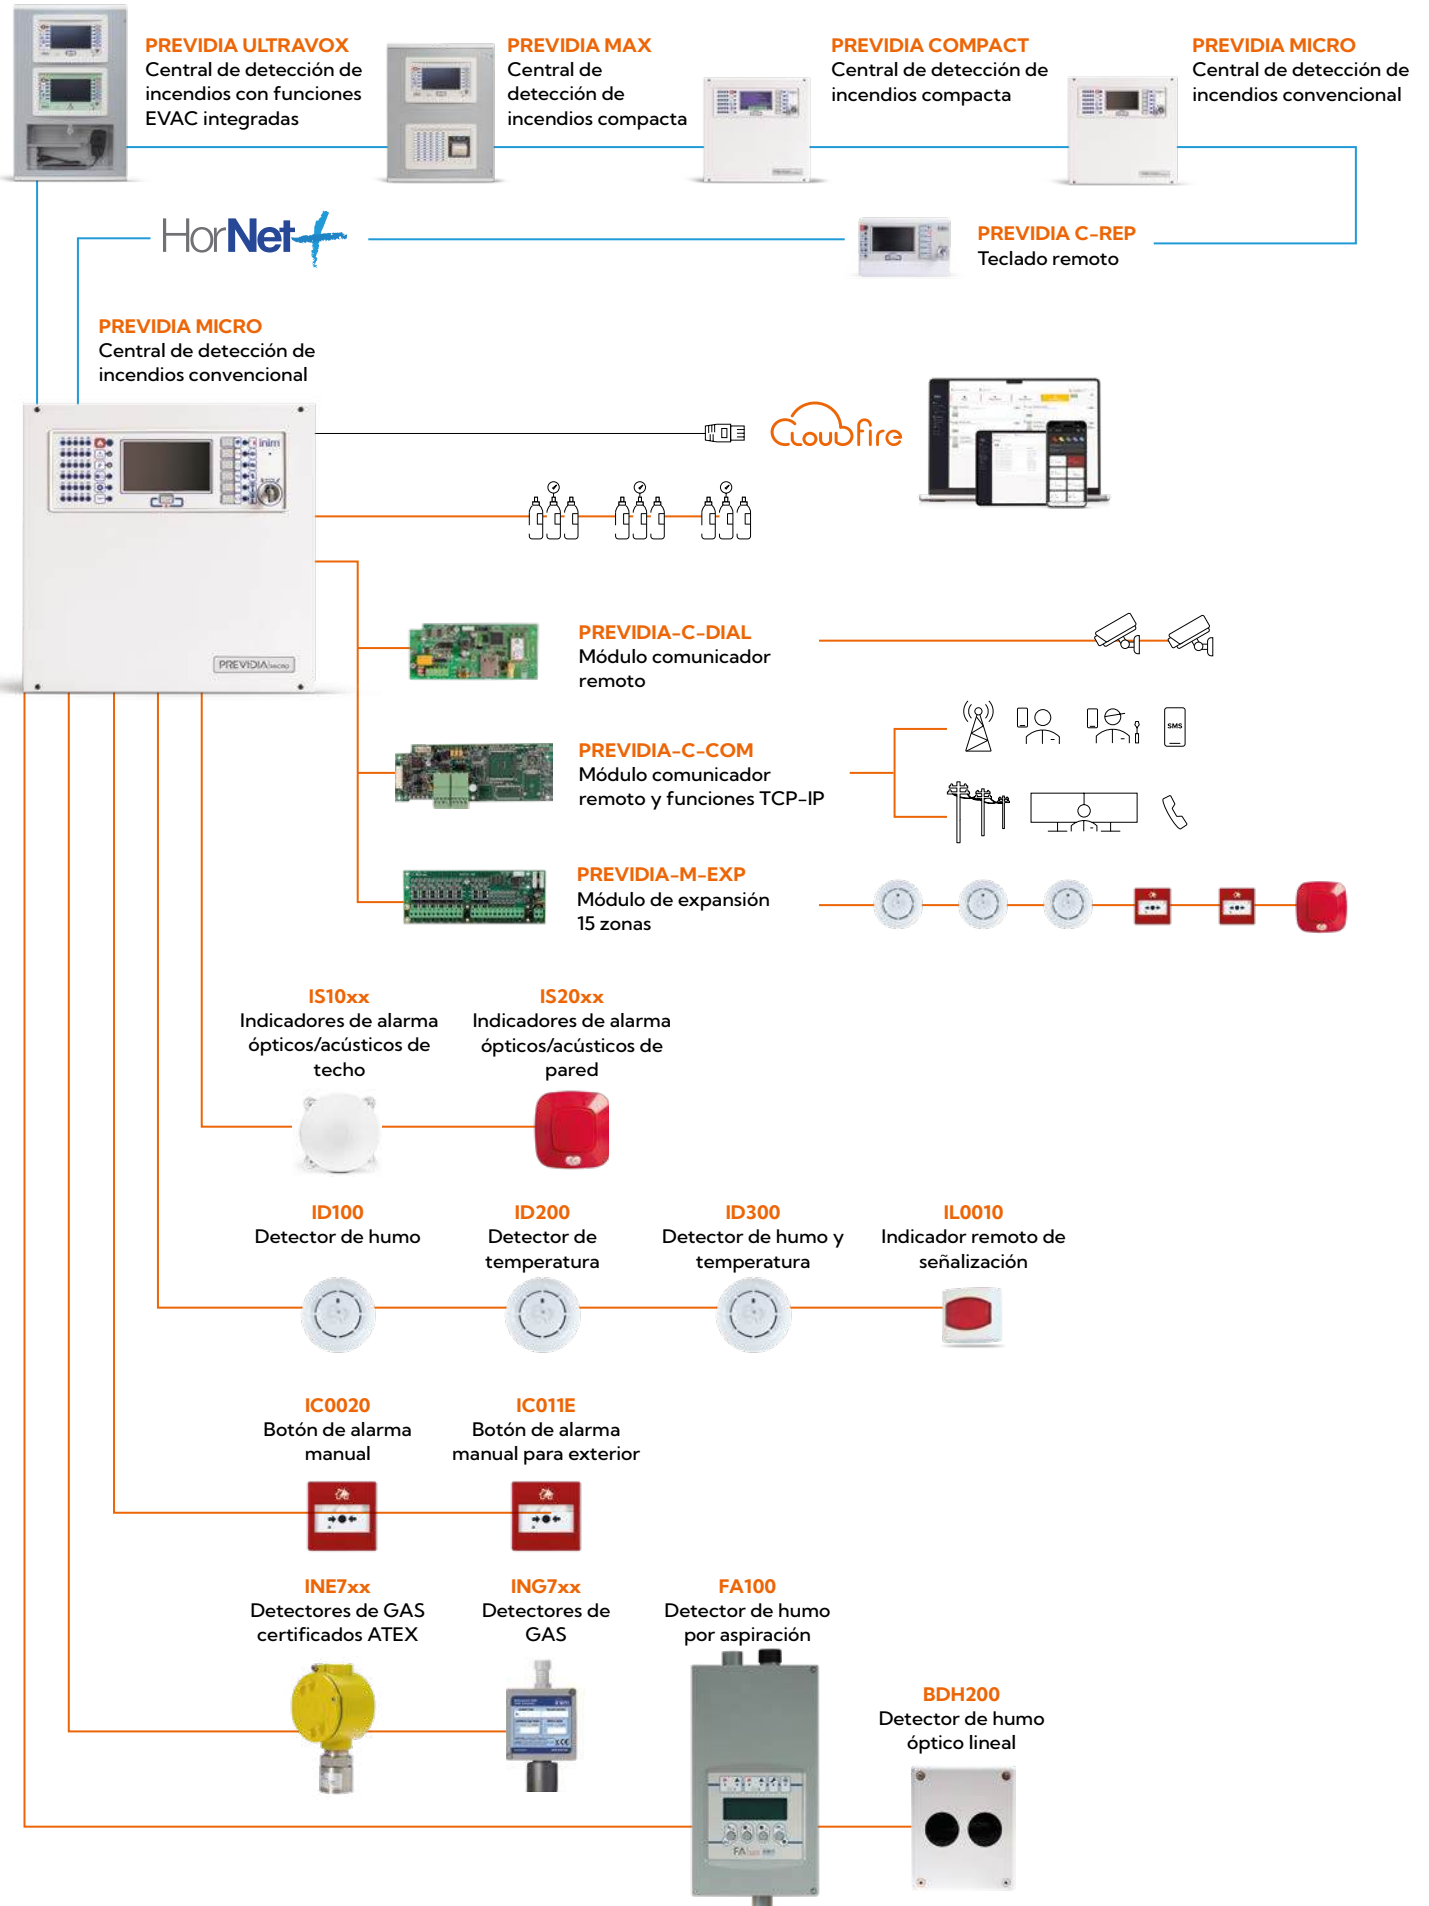 PREVIDIA ULTRAVOX
Central de detección de
incendios con funciones
EVAC integradas
PREVIDIA MAX
Central de
detección de
incendios compacta
PREVIDIA COMPACT
Central de detección de
incendios compacta
PREVIDIA MICRO
Central de detección de
incendios convencional
HorNet+
PREVIDIA C-REP
Teclado remoto
PREVIDIA MICRO
Central de detección de
incendios convencional
inim
PREVIDIA MICRO
CLOUDFIRE
PREVIDIA-C-DIAL
Módulo comunicador
remoto
PREVIDIA-C-COM
Módulo comunicador
remoto y funciones TCP-IP
SMS
PREVIDIA-M-EXP
Módulo de expansión
15 zonas
IS10xx
Indicadores de alarma
ópticos/acústicos de
techo
IS20xx
Indicadores de alarma
ópticos/acústicos de
pared
ID100
Detector de humo
ID200
Detector de
temperatura
ID300
Detector de humo y
temperatura
IL0010
Indicador remoto de
señalización
IC0020
Botón de alarma
manual
IC011E
Botón de alarma
manual para exterior
INE7xx
Detectores de GAS
certificados ATEX
ING7xx
Detectores de
GAS
FA100
Detector de humo
por aspiración
BDH200
Detector de humo
óptico lineal